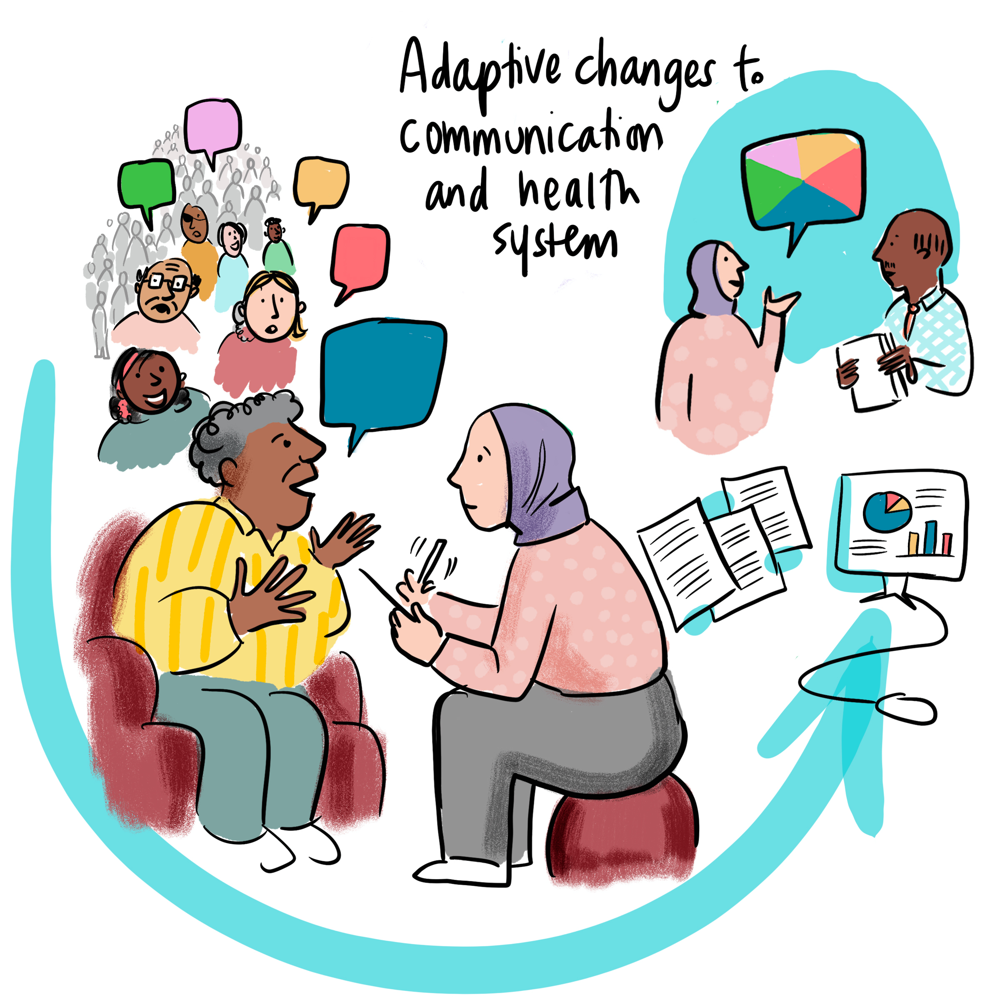 Adaptive changes to
communication
and health
system